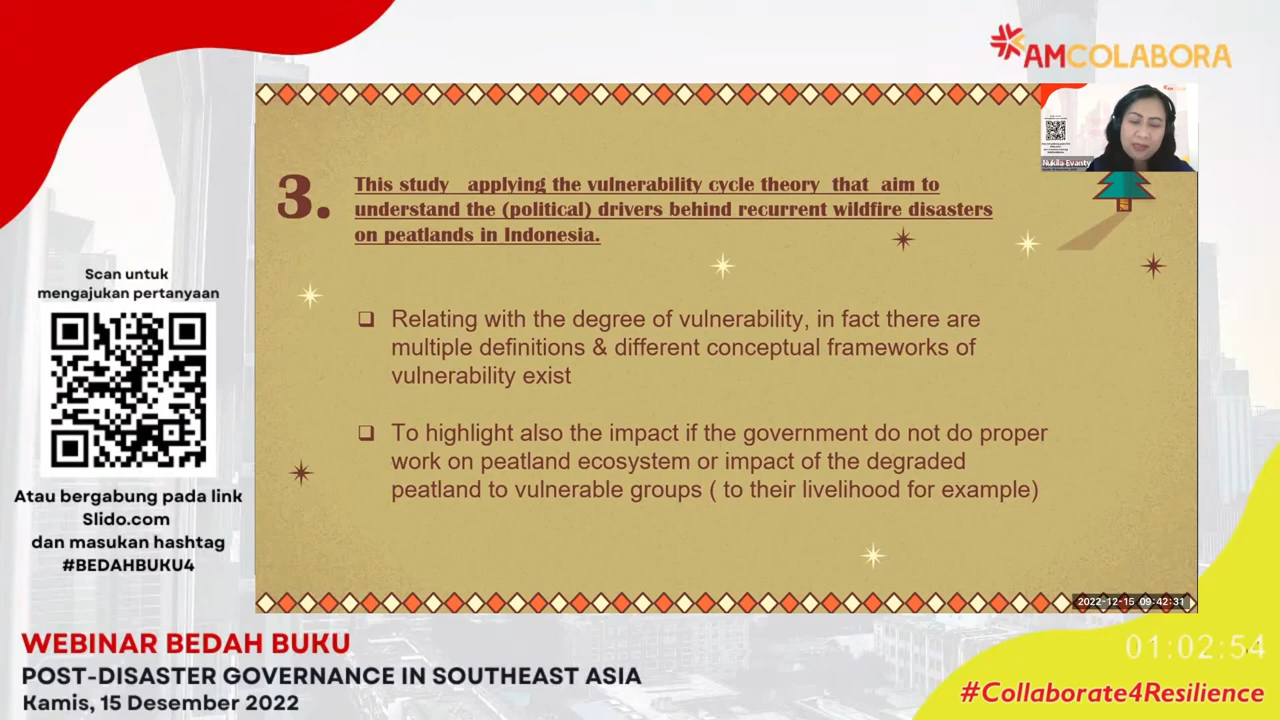 AMCOLABORA
Nukila Evanty
3.
This study applying the vulnerability cycle theory that aim to
understand the (political) drivers behind recurrent wildfire disasters
on peatlands in Indonesia.
Relating with the degree of vulnerability, in fact there are
multiple definitions & different conceptual frameworks of
vulnerability exist
To highlight also the impact if the government do not do proper
work on peatland ecosystem or impact of the degraded
peatland to vulnerable groups ( to their livelihood for example)
Scan untuk
mengajukan pertanyaan
Atau bergabung pada link
Slido.com
dan masukan hashtag
#BEDAHBUKU4
2022-12-15 09:42:31
WEBINAR BEDAH BUKU
POST-DISASTER GOVERNANCE IN SOUTHEAST ASIA
Kamis, 15 Desember 2022
01:02:54
#Collaborate4Resilience